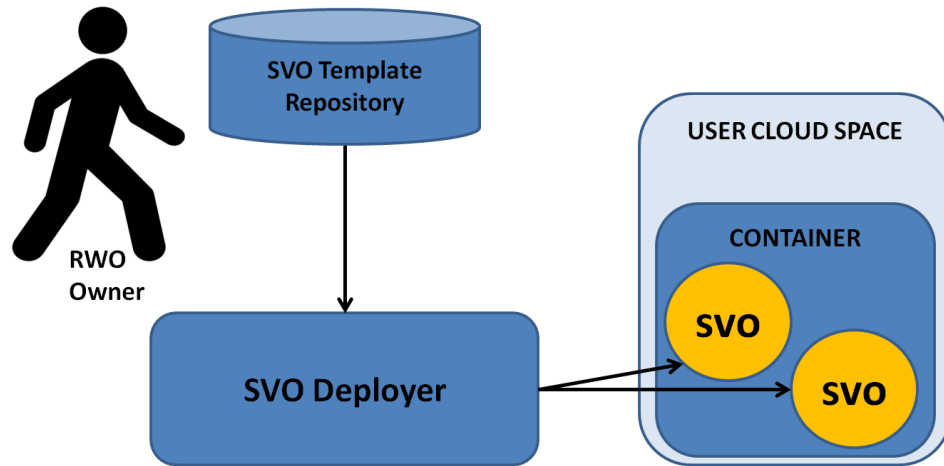 SVO Template
Repository
USER CLOUD SPACE
CONTAINER
RWO
Owner
SVO
SVO Deployer
SVO